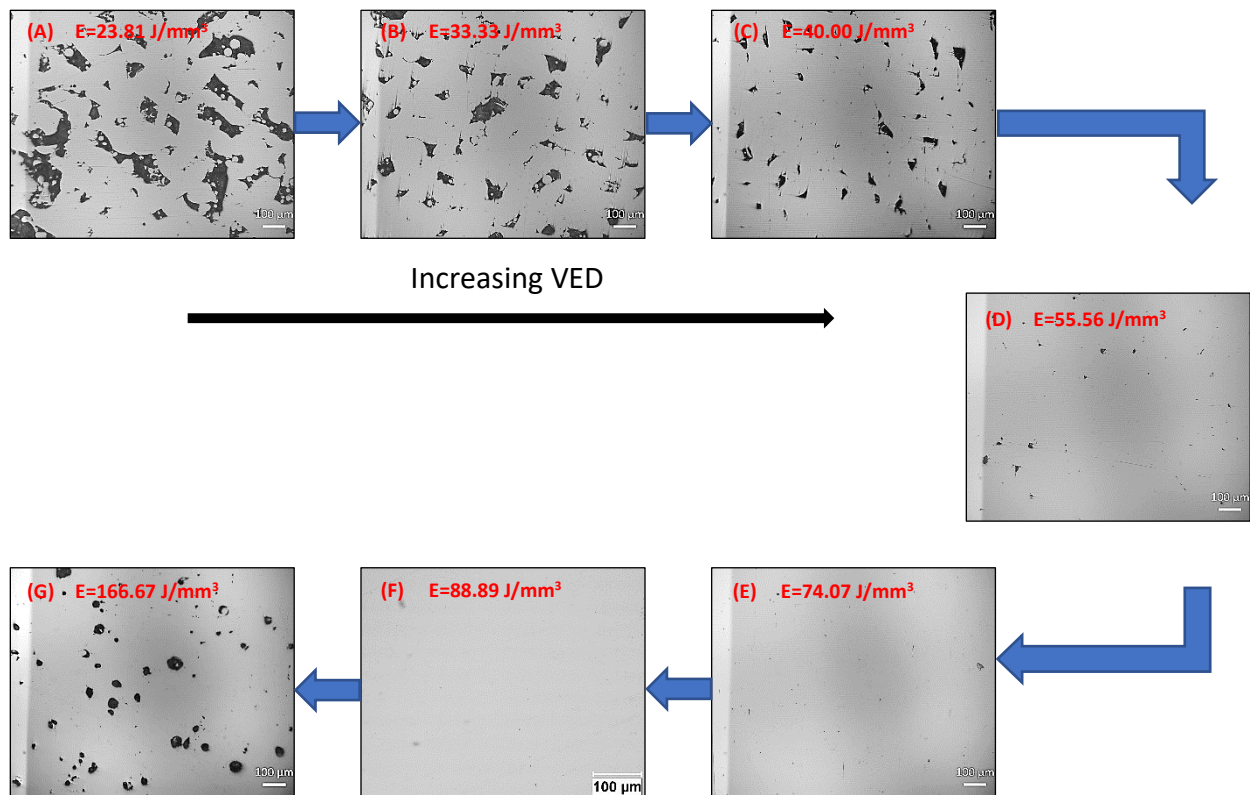 (A) E=23.81 J/mm³
100 µm
(B) E=33.33 J/mm³
100 µm
(C) E=40.00 J/mm³
100 µm
Increasing VED
(D) E=55.56 J/mm³
100 µm
(G) E=166.67 J/mm³
100 µm
(F) E=88.89 J/mm³
100 µm
(E) E=74.07 J/mm³
100 µm